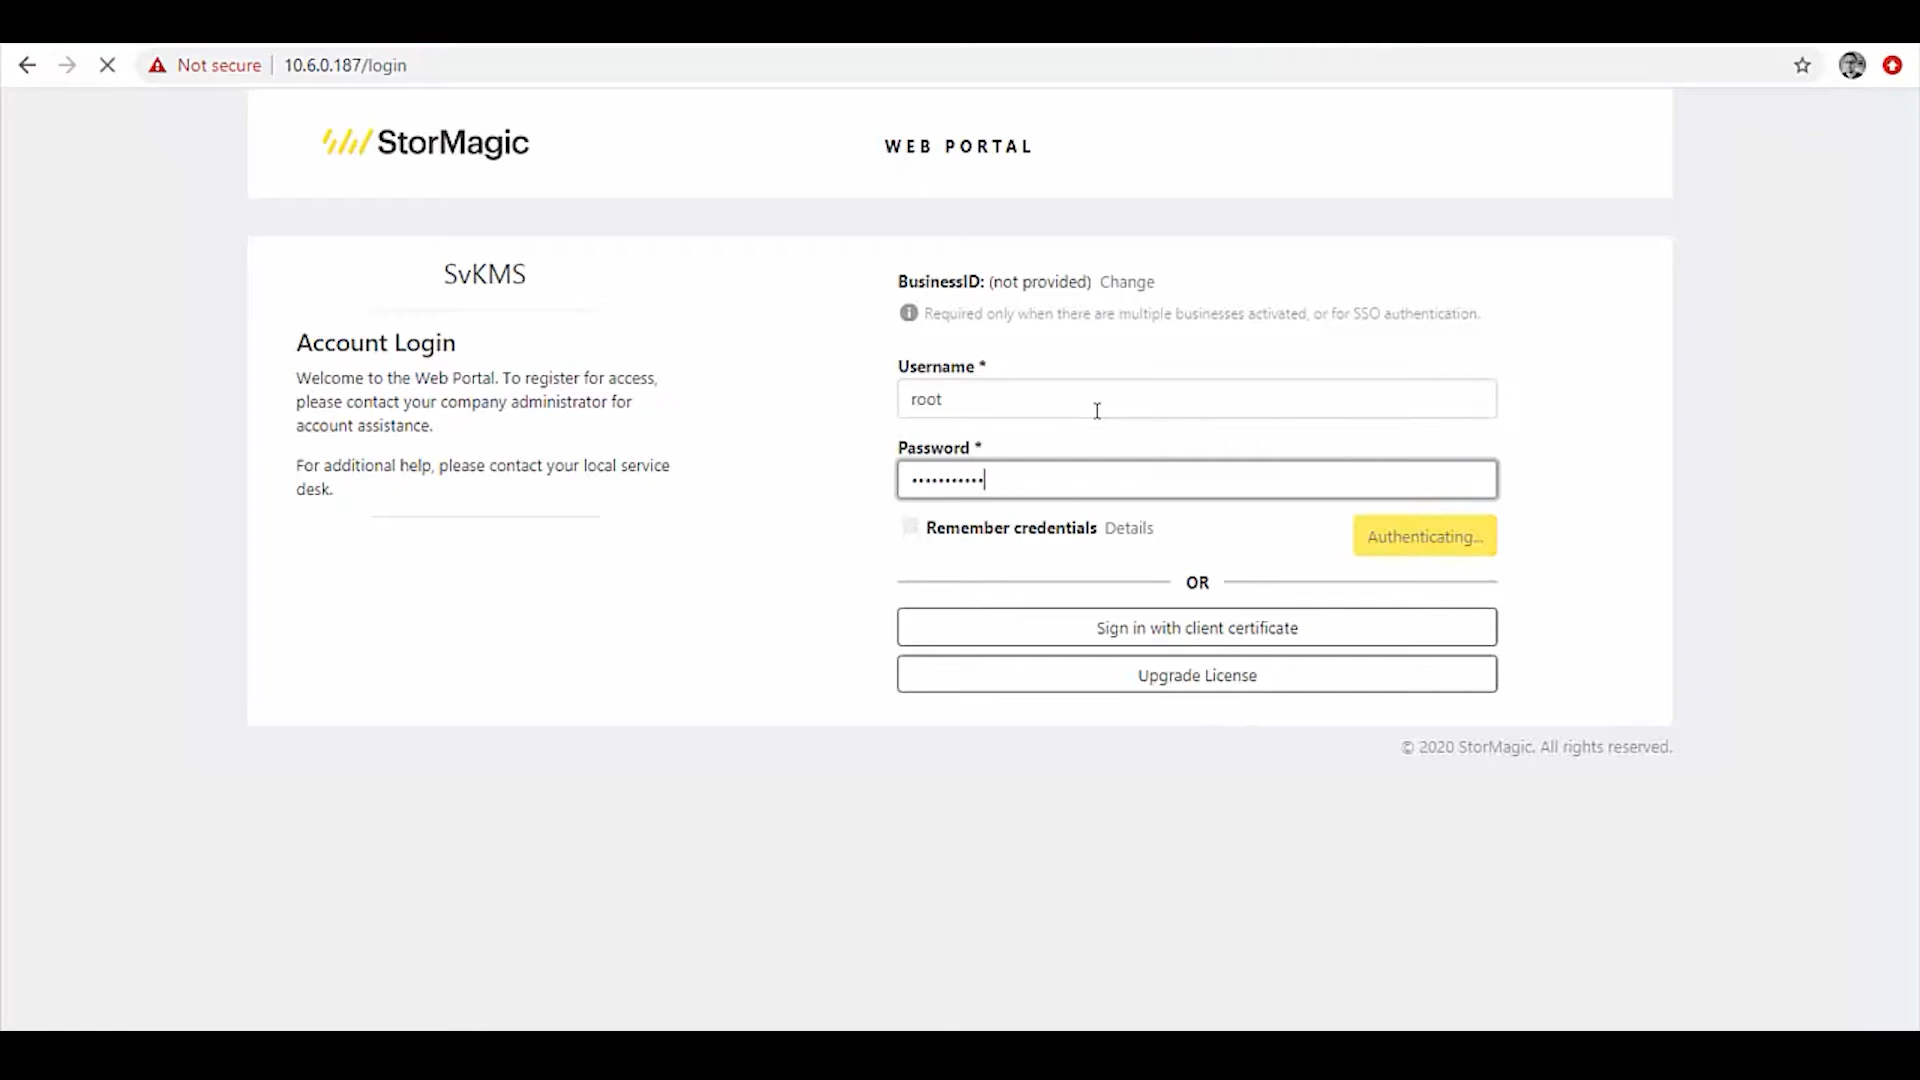 Not secure 10.6.0.187/login
StorMagic
WEB PORTAL
SvKMS
Account Login
Welcome to the Web Portal. To register for access,
please contact your company administrator for
account assistance.
For additional help, please contact your local service
desk.
BusinessID: (not provided) Change
Required only when there are multiple businesses activated, or for SSO authentication.
Username *
root
Password *
•••••••••••
Remember credentials Details
Authenticating...
OR
Sign in with client certificate
Upgrade License
© 2020 StorMagic. All rights reserved.